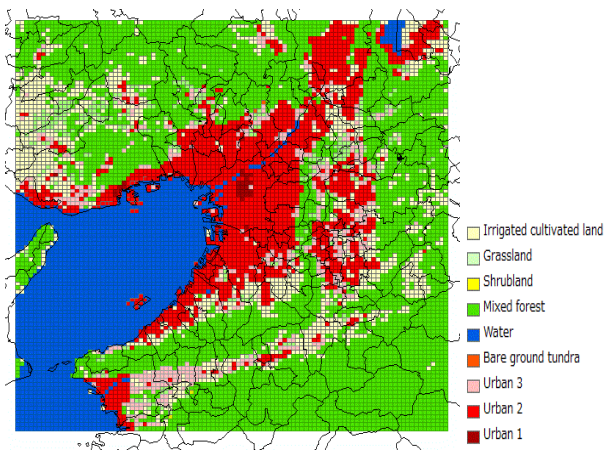 Irrigated cultivated land
Grassland
Shrubland
Mixed forest
Water
Bare ground tundra
Urban 3
Urban 2
Urban 1